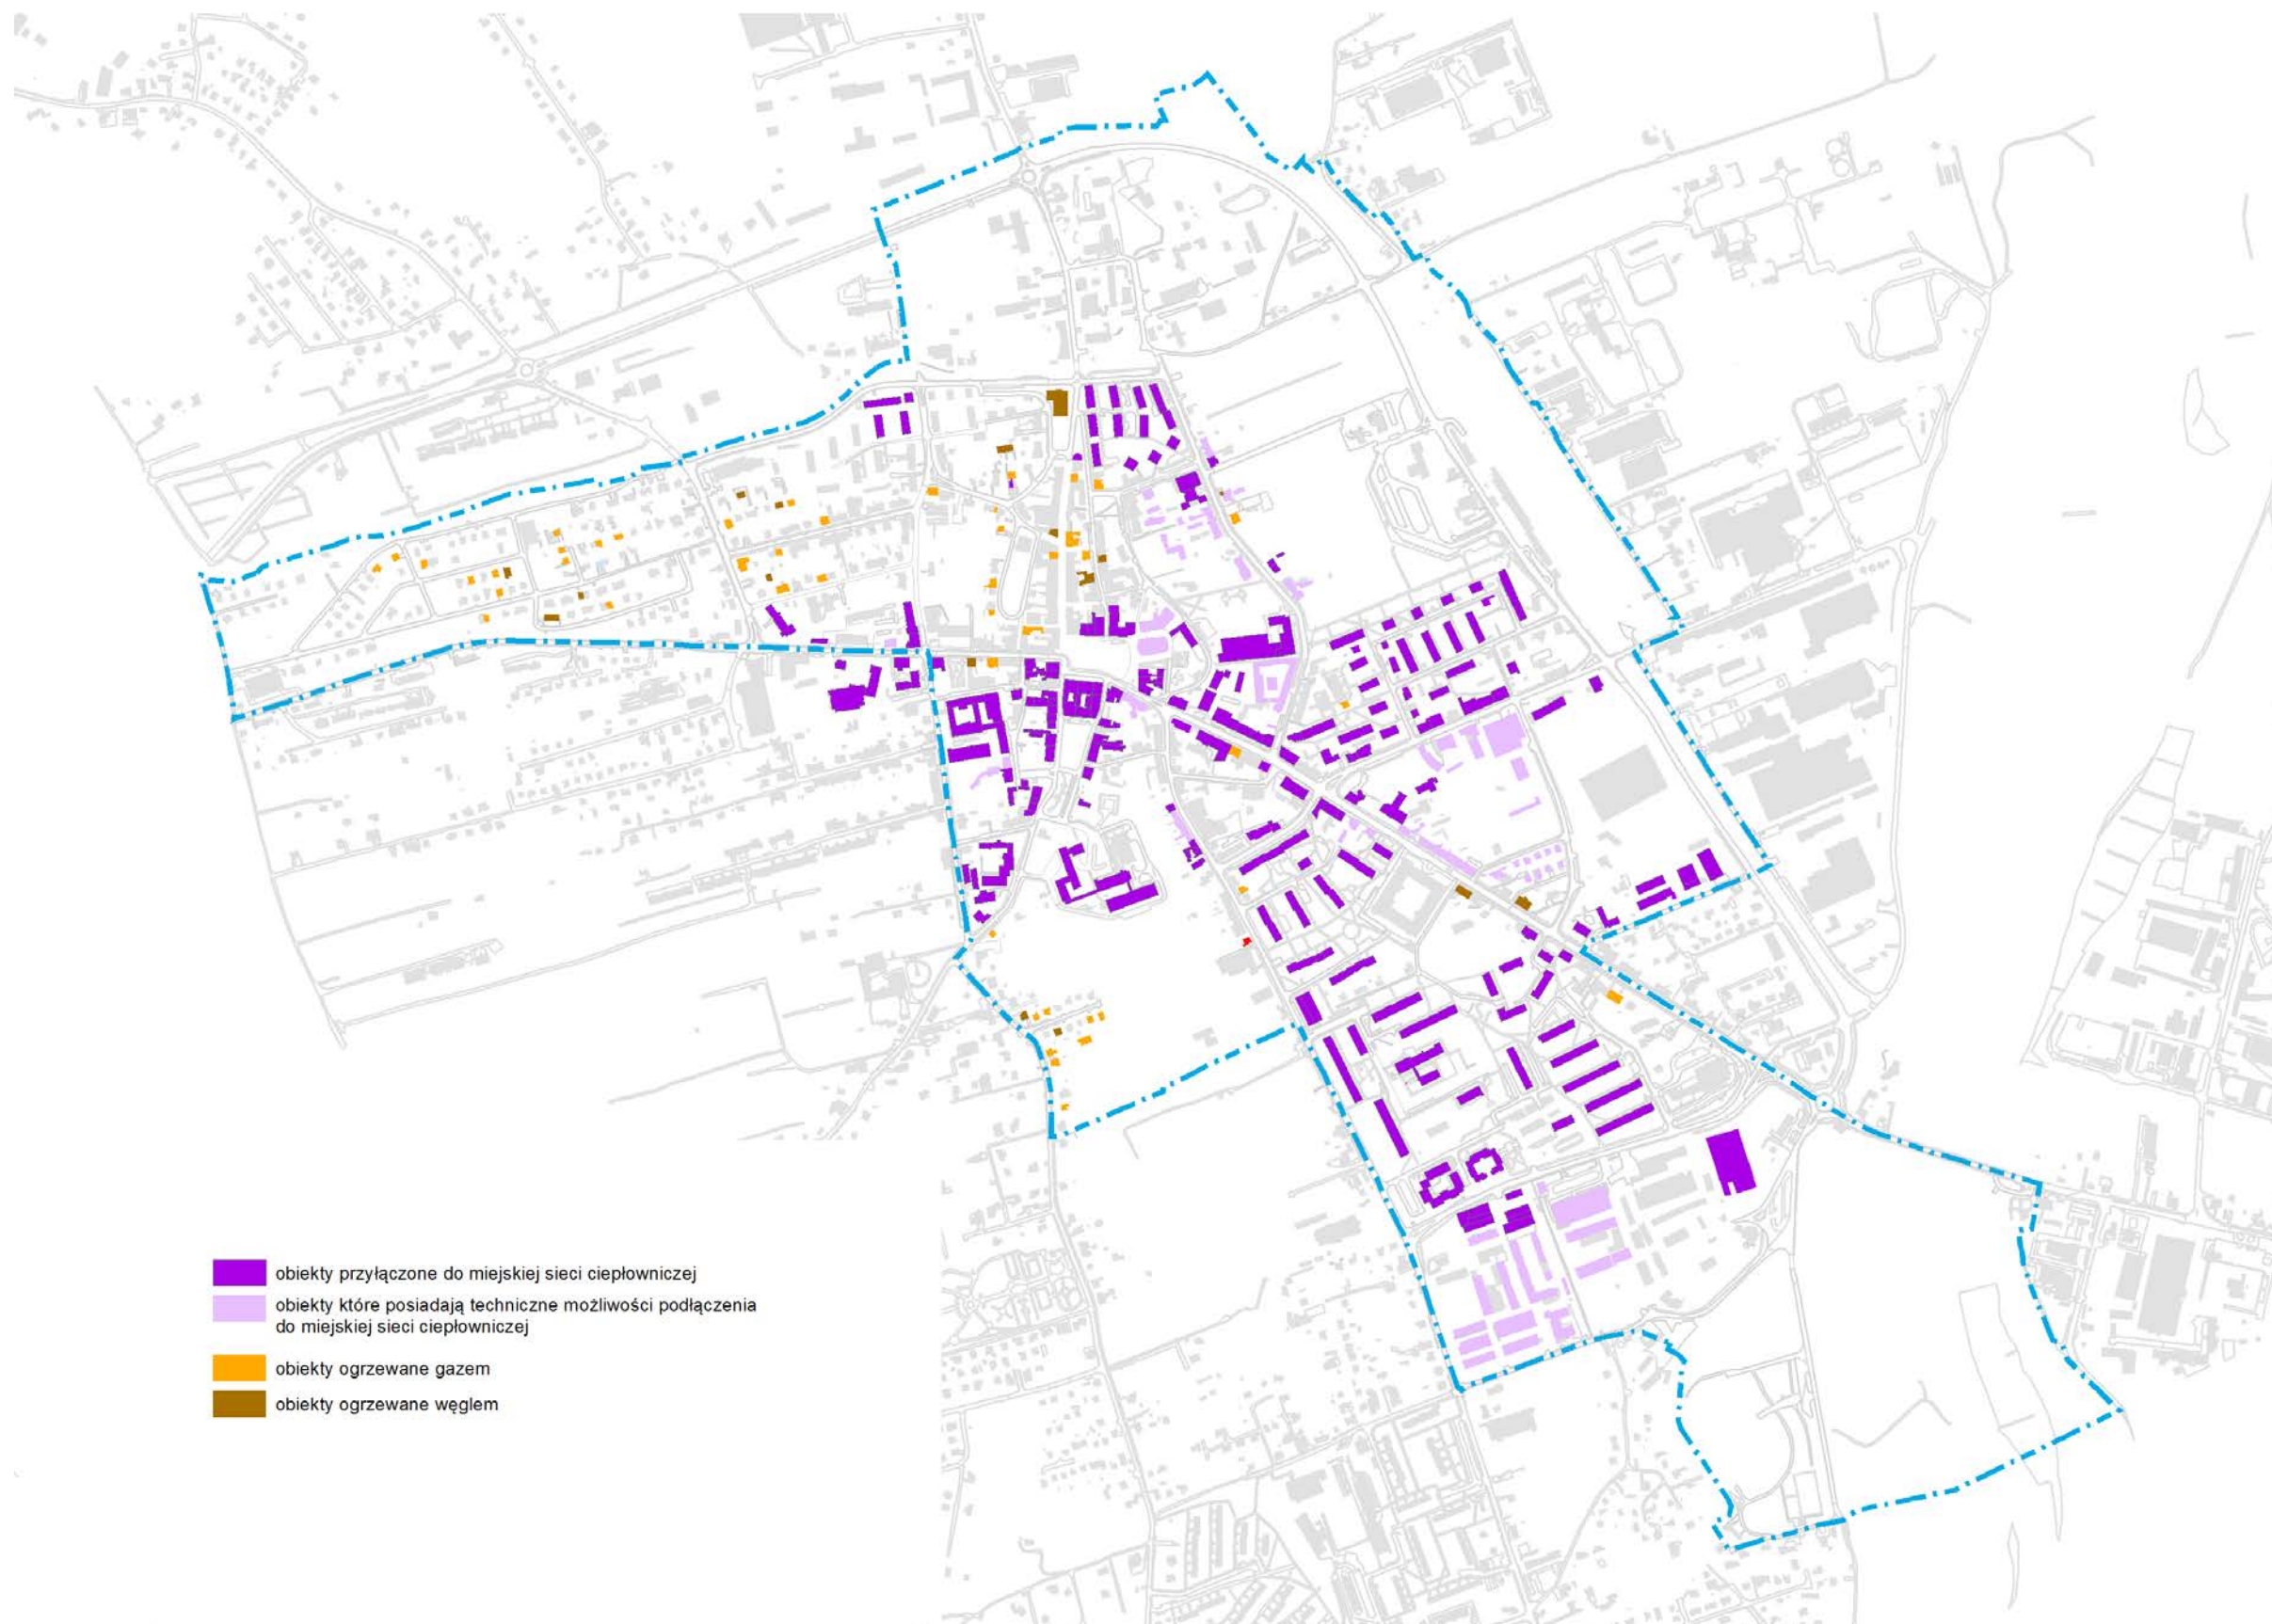 obiekty przyłączone do miejskiej sieci ciepłowniczej
obiekty które posiadają techniczne możliwości podłączenia
do miejskiej sieci ciepłowniczej
obiekty ogrzewane gazem
obiekty ogrzewane węglem